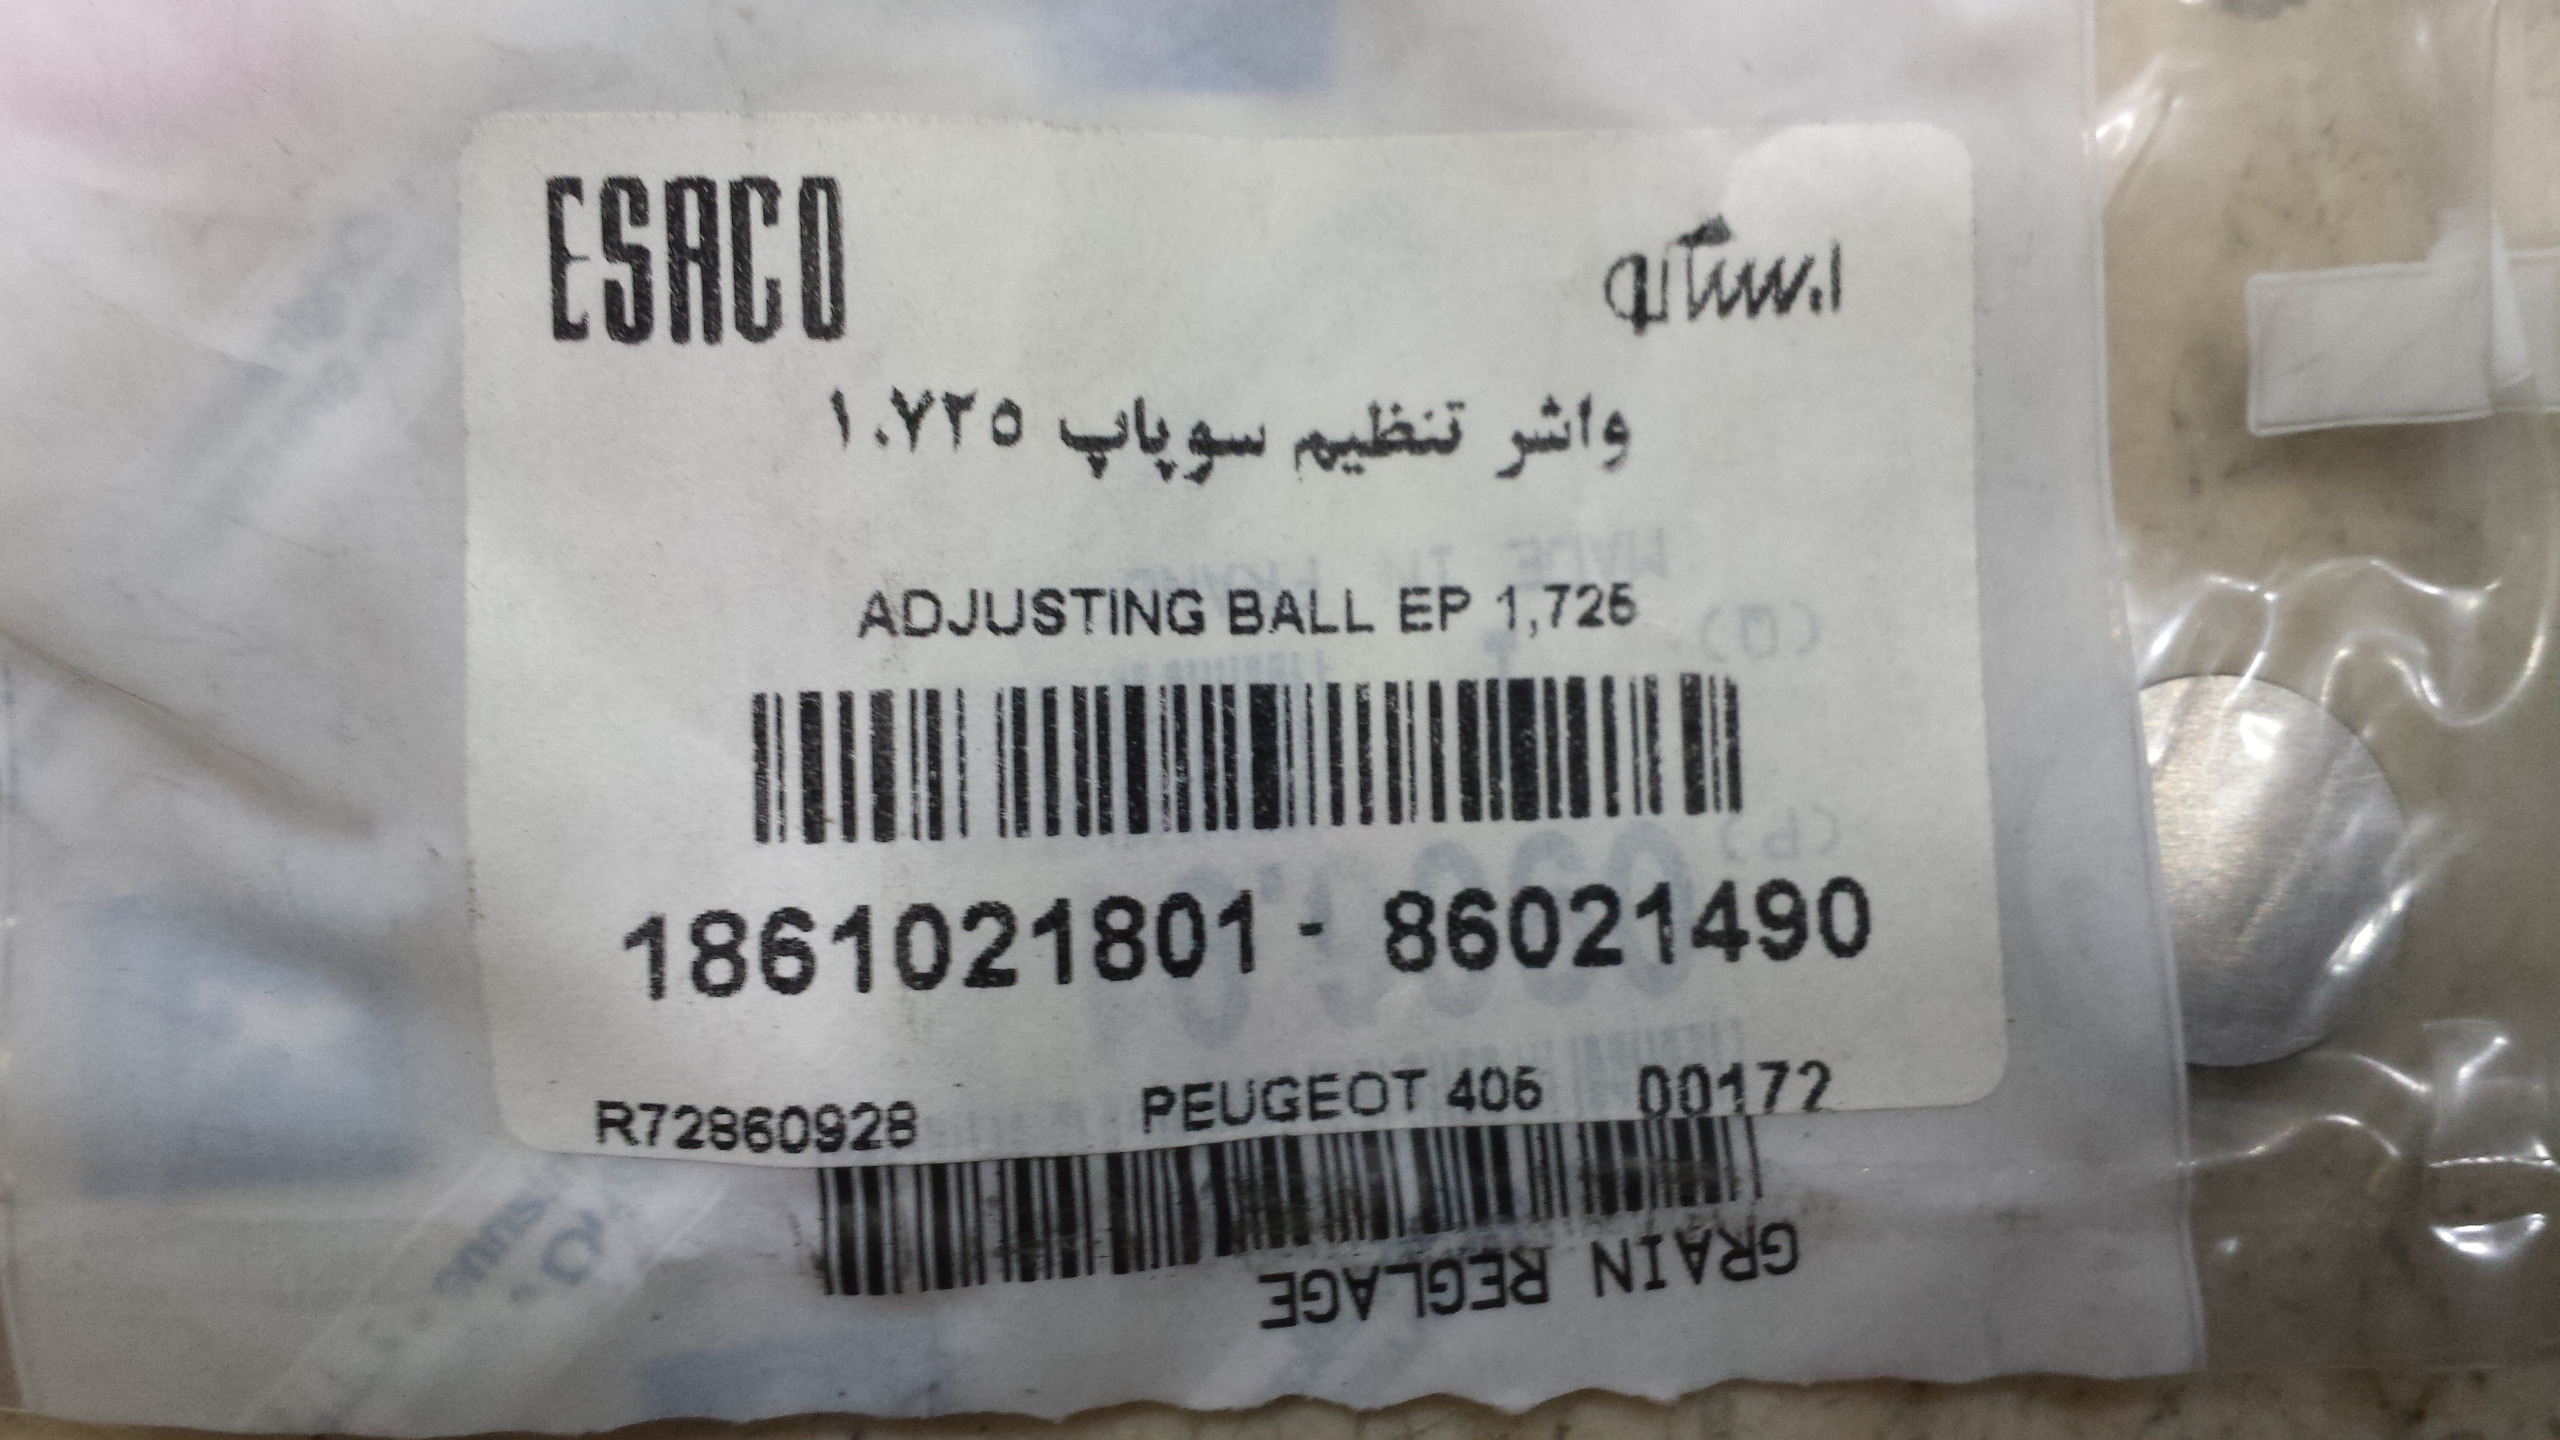 ESACO
ایساکو
واشر تنظیم سوپاپ ۱.۷۲۵
ADJUSTING BALL EP 1,725
1861021801 - 86021490
R72860928 PEUGEOT 405 00172
GRAIN REGLAGE